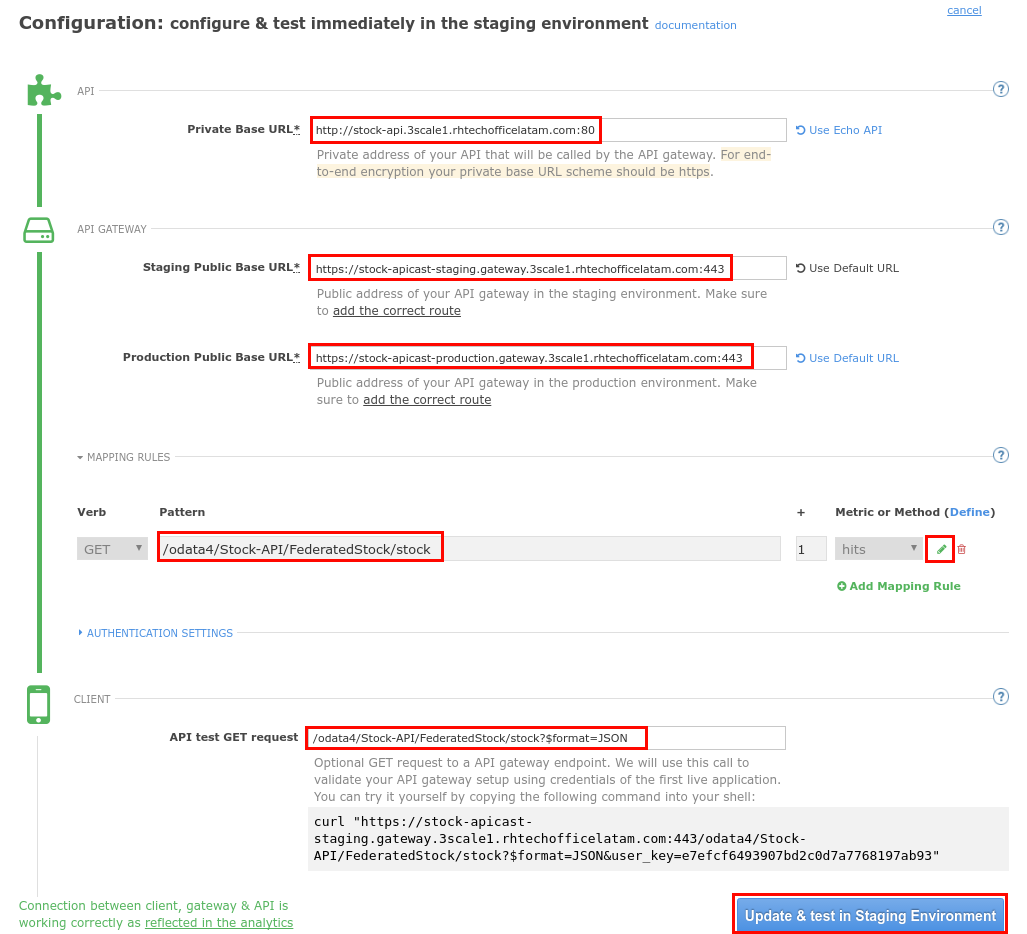 cancel
Configuration: configure & test immediately in the staging environment documentation
API
?
Private Base URL* http://stock-api.3scale1.rhtechofficelatam.com:80 Use Echo API
Private address of your API that will be called by the API gateway. For end-
to-end encryption your private base URL scheme should be https.
API GATEWAY
?
Staging Public Base URL* https://stock-apicast-staging.gateway.3scale1.rhtechofficelatam.com:443 Use Default URL
Public address of your API gateway in the staging environment. Make sure
to add the correct route
Production Public Base URL* https://stock-apicast-production.gateway.3scale1.rhtechofficelatam.com:443 Use Default URL
Public address of your API gateway in the production environment. Make
sure to add the correct route
MAPPING RULES
?
Verb Pattern + Metric or Method (Define)
GET /odata4/Stock-API/FederatedStock/stock 1 hits
Add Mapping Rule
AUTHENTICATION SETTINGS
CLIENT
?
API test GET request /odata4/Stock-API/FederatedStock/stock?$format=JSON
Optional GET request to a API gateway endpoint. We will use this call to
validate your API gateway setup using credentials of the first live application.
You can try it yourself by copying the following command into your shell:
curl "https://stock-apicast-
staging.gateway.3scale1.rhtechofficelatam.com:443/odata4/Stock-
API/FederatedStock/stock?$format=JSON&user_key=e7efcf6493907bd2c0d7a7768197ab93"
Connection between client, gateway & API is
working correctly as reflected in the analytics
Update & test in Staging Environment